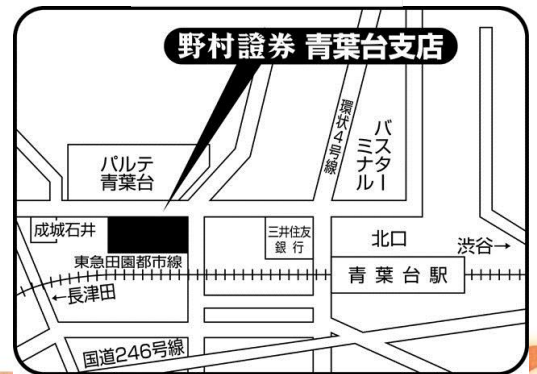 野村證券 青葉台支店
環状4号線
バスター
ミナル
パルテ
青葉台
成城石井
三井住友
銀行
北口
渋谷→
東急田園都市線
青葉台駅
←長津田
国道246号線